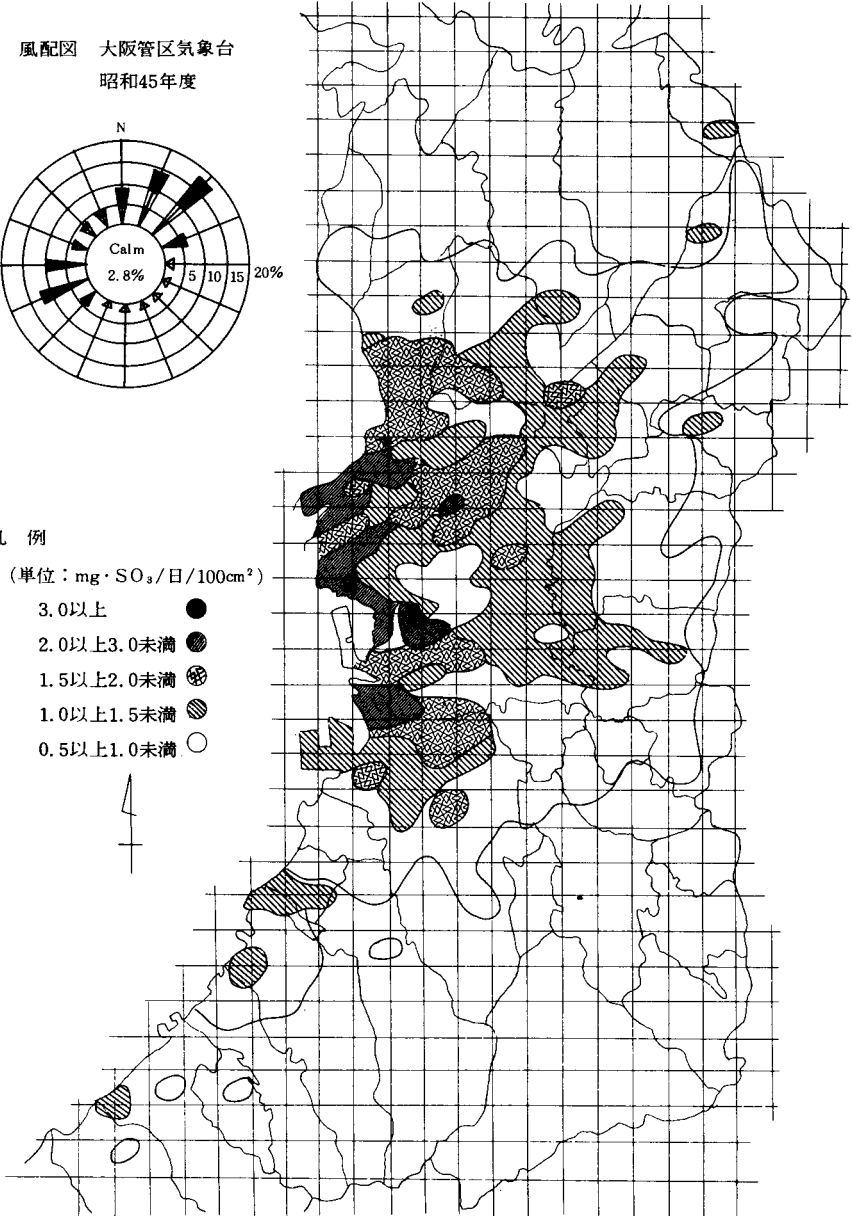 風配図 大阪管区気象台
昭和45年度
N
Calm
2.8%
5 10 15 20%
例
(単位：mg・SO₃/日/100cm²)
3.0以上
2.0以上3.0未満
1.5以上2.0未満
1.0以上1.5未満
0.5以上1.0未満